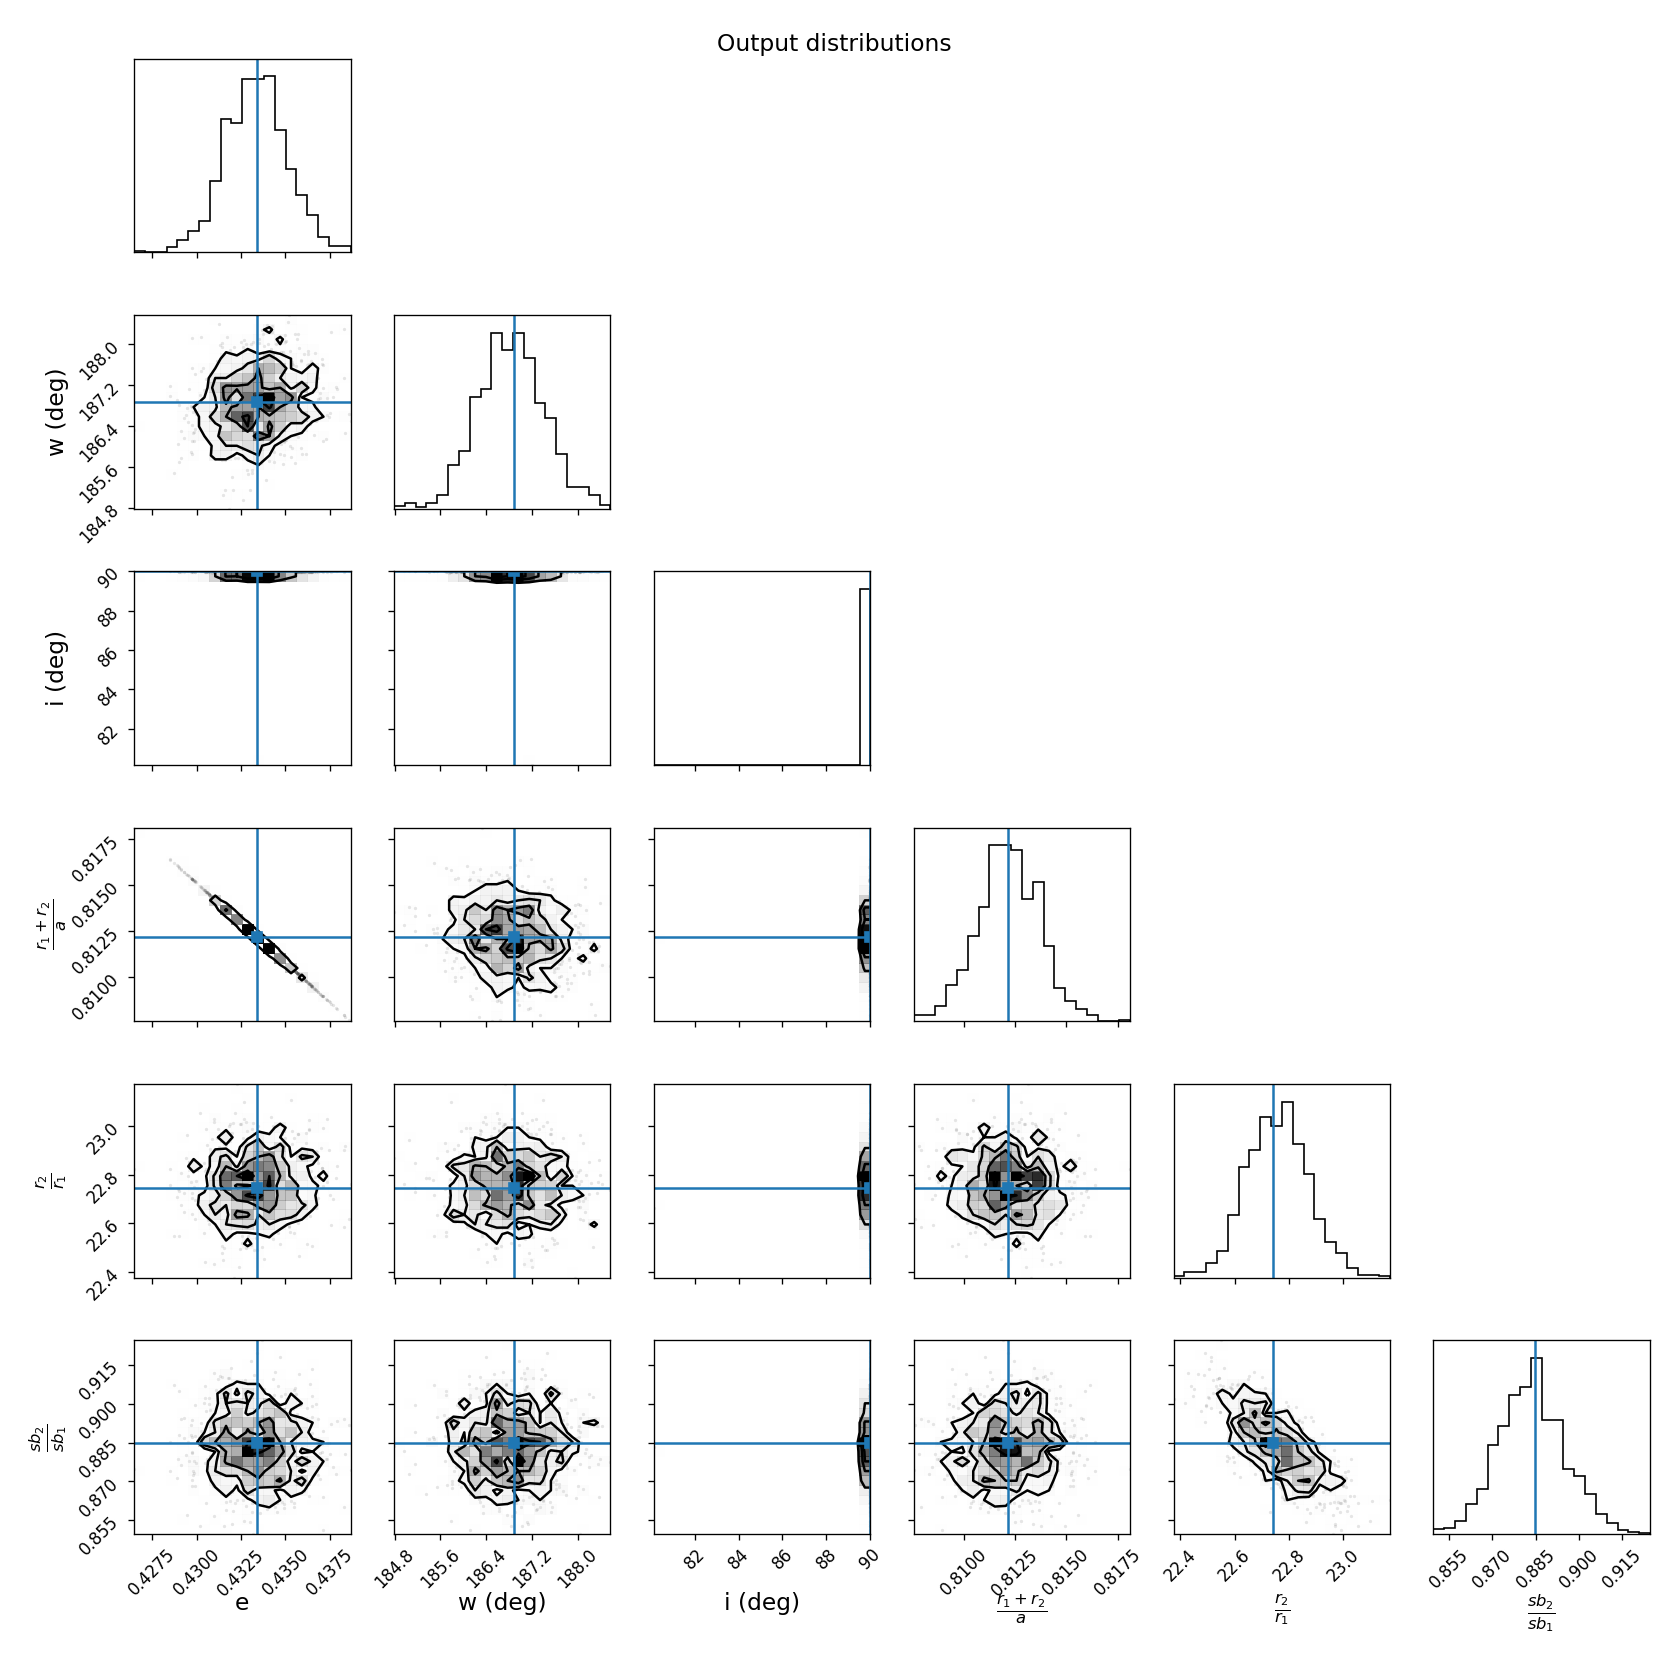 Output distributions
w (deg)
188.0
187.2
186.4
185.6
184.8
i (deg)
90
88
86
84
82
r₁ + r₂
a
0.8175
0.8150
0.8125
0.8100
r₂
r₁
23.0
22.8
22.6
22.4
sb₂
sb₁
0.915
0.900
0.885
0.870
0.855
0.4275 0.4300 0.4325 0.4350 0.4375 184.8 185.6 186.4 187.2 188.0 82 84 86 88 90 0.8100 0.8125 0.8150 0.8175 22.4 22.6 22.8 23.0 0.855 0.870 0.885 0.900 0.915
e w (deg) i (deg) r₁ + r₂ r₂ sb₂
a r₁ sb₁